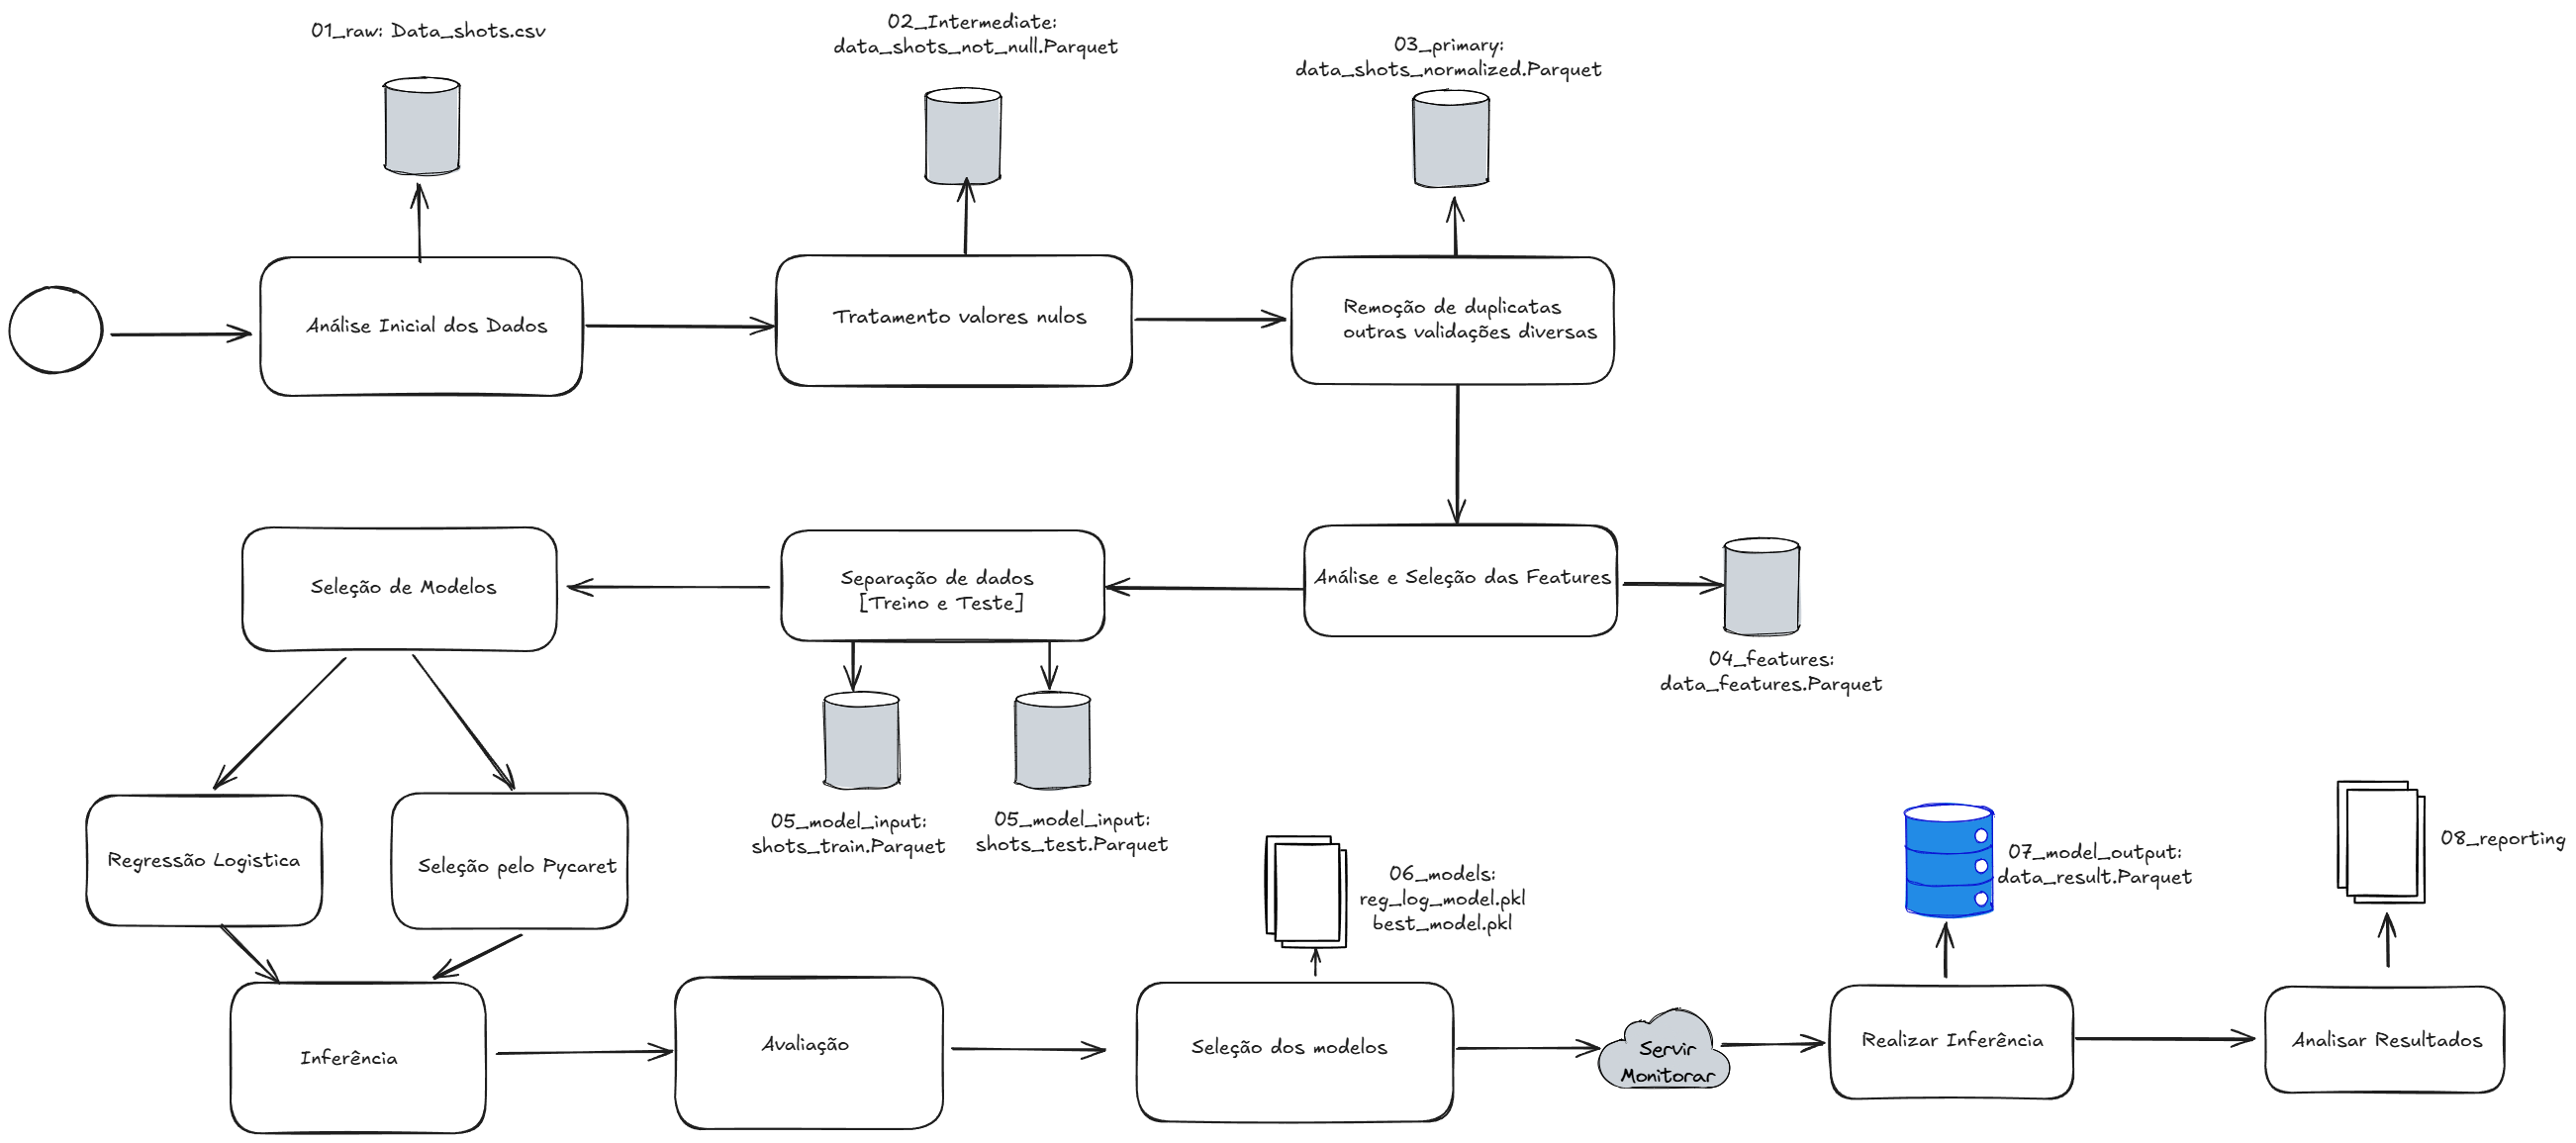 01_raw: Data_shots.csv
02_Intermediate:
data_shots_not_null.Parquet
03_primary:
data_shots_normalized.Parquet
Análise Inicial dos Dados
Tratamento valores nulos
Remoção de duplicatas
outras validações diversas
Seleção de Modelos
Separação de dados
[Treino e Teste]
Análise e Seleção das Features
04_features:
data_features.Parquet
05_model_input:
shots_train.Parquet
05_model_input:
shots_test.Parquet
Regressão Logistica
Seleção pelo Pycaret
06_models:
reg_log_model.pkl
best_model.pkl
07_model_output:
data_result.Parquet
08_reporting
Inferência
Avaliação
Seleção dos modelos
Servir
Monitorar
Realizar Inferência
Analisar Resultados